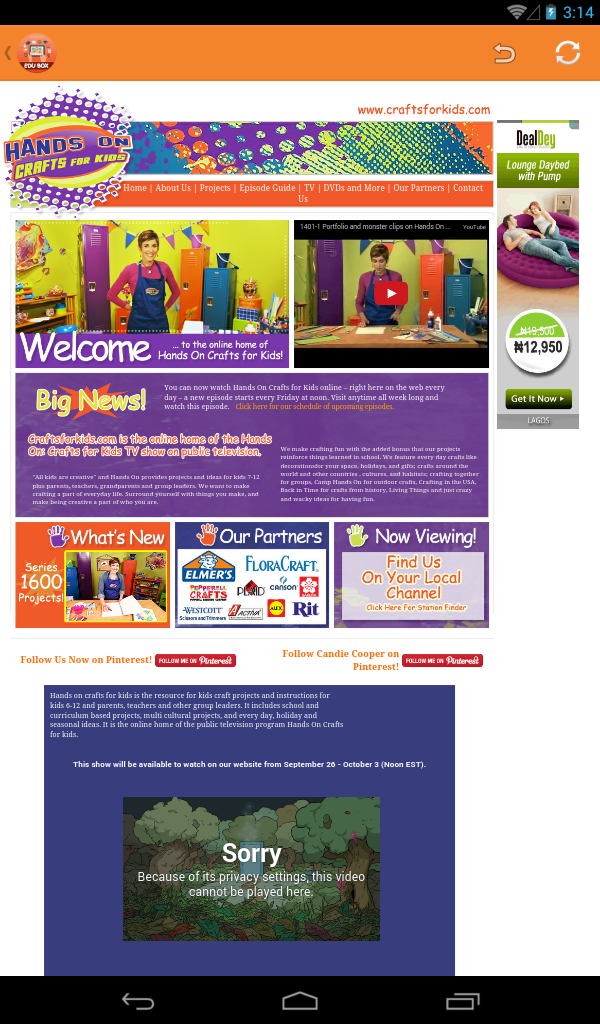 3:14
EDU BOX
www.craftsforkids.com
HANDS ON
CRAFTS FOR KIDS
Home | About Us | Projects | Episode Guide | TV | DVDs and More | Our Partners | Contact
Us
DealDey
Lounge Daybed
with Pump
₦19,500
₦12,950
Get It Now
LAGOS
1401-1 Portfolio and monster clips on Hands On ...
YouTube
Welcome
... to the online home of
Hands On Crafts for Kids!
Big News!
You can now watch Hands On Crafts for Kids online – right here on the web every
day – a new episode starts every Friday at noon. Visit anytime all week long and
watch this episode. Click here for our schedule of upcoming episodes.
Craftsforkids.com is the online home of the Hands
On: Crafts for Kids TV show on public television.
"All kids are creative" and Hands On provides projects and ideas for kids 7-12
plus parents, teachers, grandparents and group leaders. We want to make
crafting a part of everyday life. Surround yourself with things you make, and
make being creative a part of who you are.
We make crafting fun with the added bonus that our projects
reinforce things learned in school. We feature every day crafts like
decorationsfor your space, holidays, and gifts; crafts around the
world and other countries , cultures, and habitats; crafting together
for groups, Camp Hands On for outdoor crafts, Crafting in the USA,
Back in Time for crafts from history, Living Things and just crazy
and wacky ideas for having fun.
What's New
Series
1600
Projects!
Our Partners
ELMER'S
FLORACRAFT
PEPPERELL
CRAFTS
PLAID
CANSON
SAKURA
WESTCOTT
Scissors and Trimmers
ACTIVA
ALEX
Rit
Now Viewing!
Find Us
On Your Local
Channel
Click Here For Station Finder
Follow Us Now on Pinterest!
FOLLOW ME ON Pinterest
Follow Candie Cooper on
Pinterest!
FOLLOW ME ON Pinterest
Hands on crafts for kids is the resource for kids craft projects and instructions for
kids 6-12 and parents, teachers and other group leaders. It includes school and
curriculum based projects, multi cultural projects, and every day, holiday and
seasonal ideas. It is the online home of the public television program Hands On Crafts
for kids.
This show will be available to watch on our website from September 26 - October 3 (Noon EST).
Sorry
Because of its privacy settings, this video
cannot be played here.